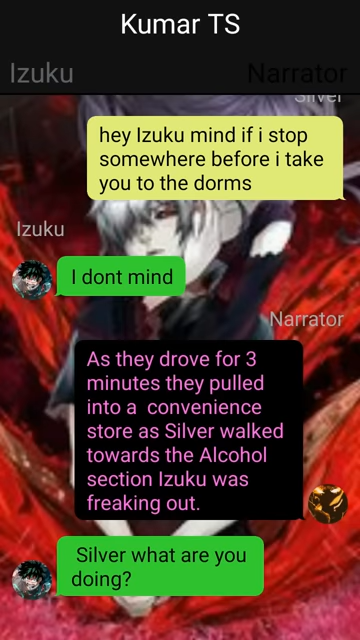 Kumar TS
Izuku
Narrator
Silver
hey Izuku mind if i stop
somewhere before i take
you to the dorms
Izuku
I dont mind
Narrator
As they drove for 3
minutes they pulled
into a convenience
store as Silver walked
towards the Alcohol
section Izuku was
freaking out.
Silver what are you
doing?